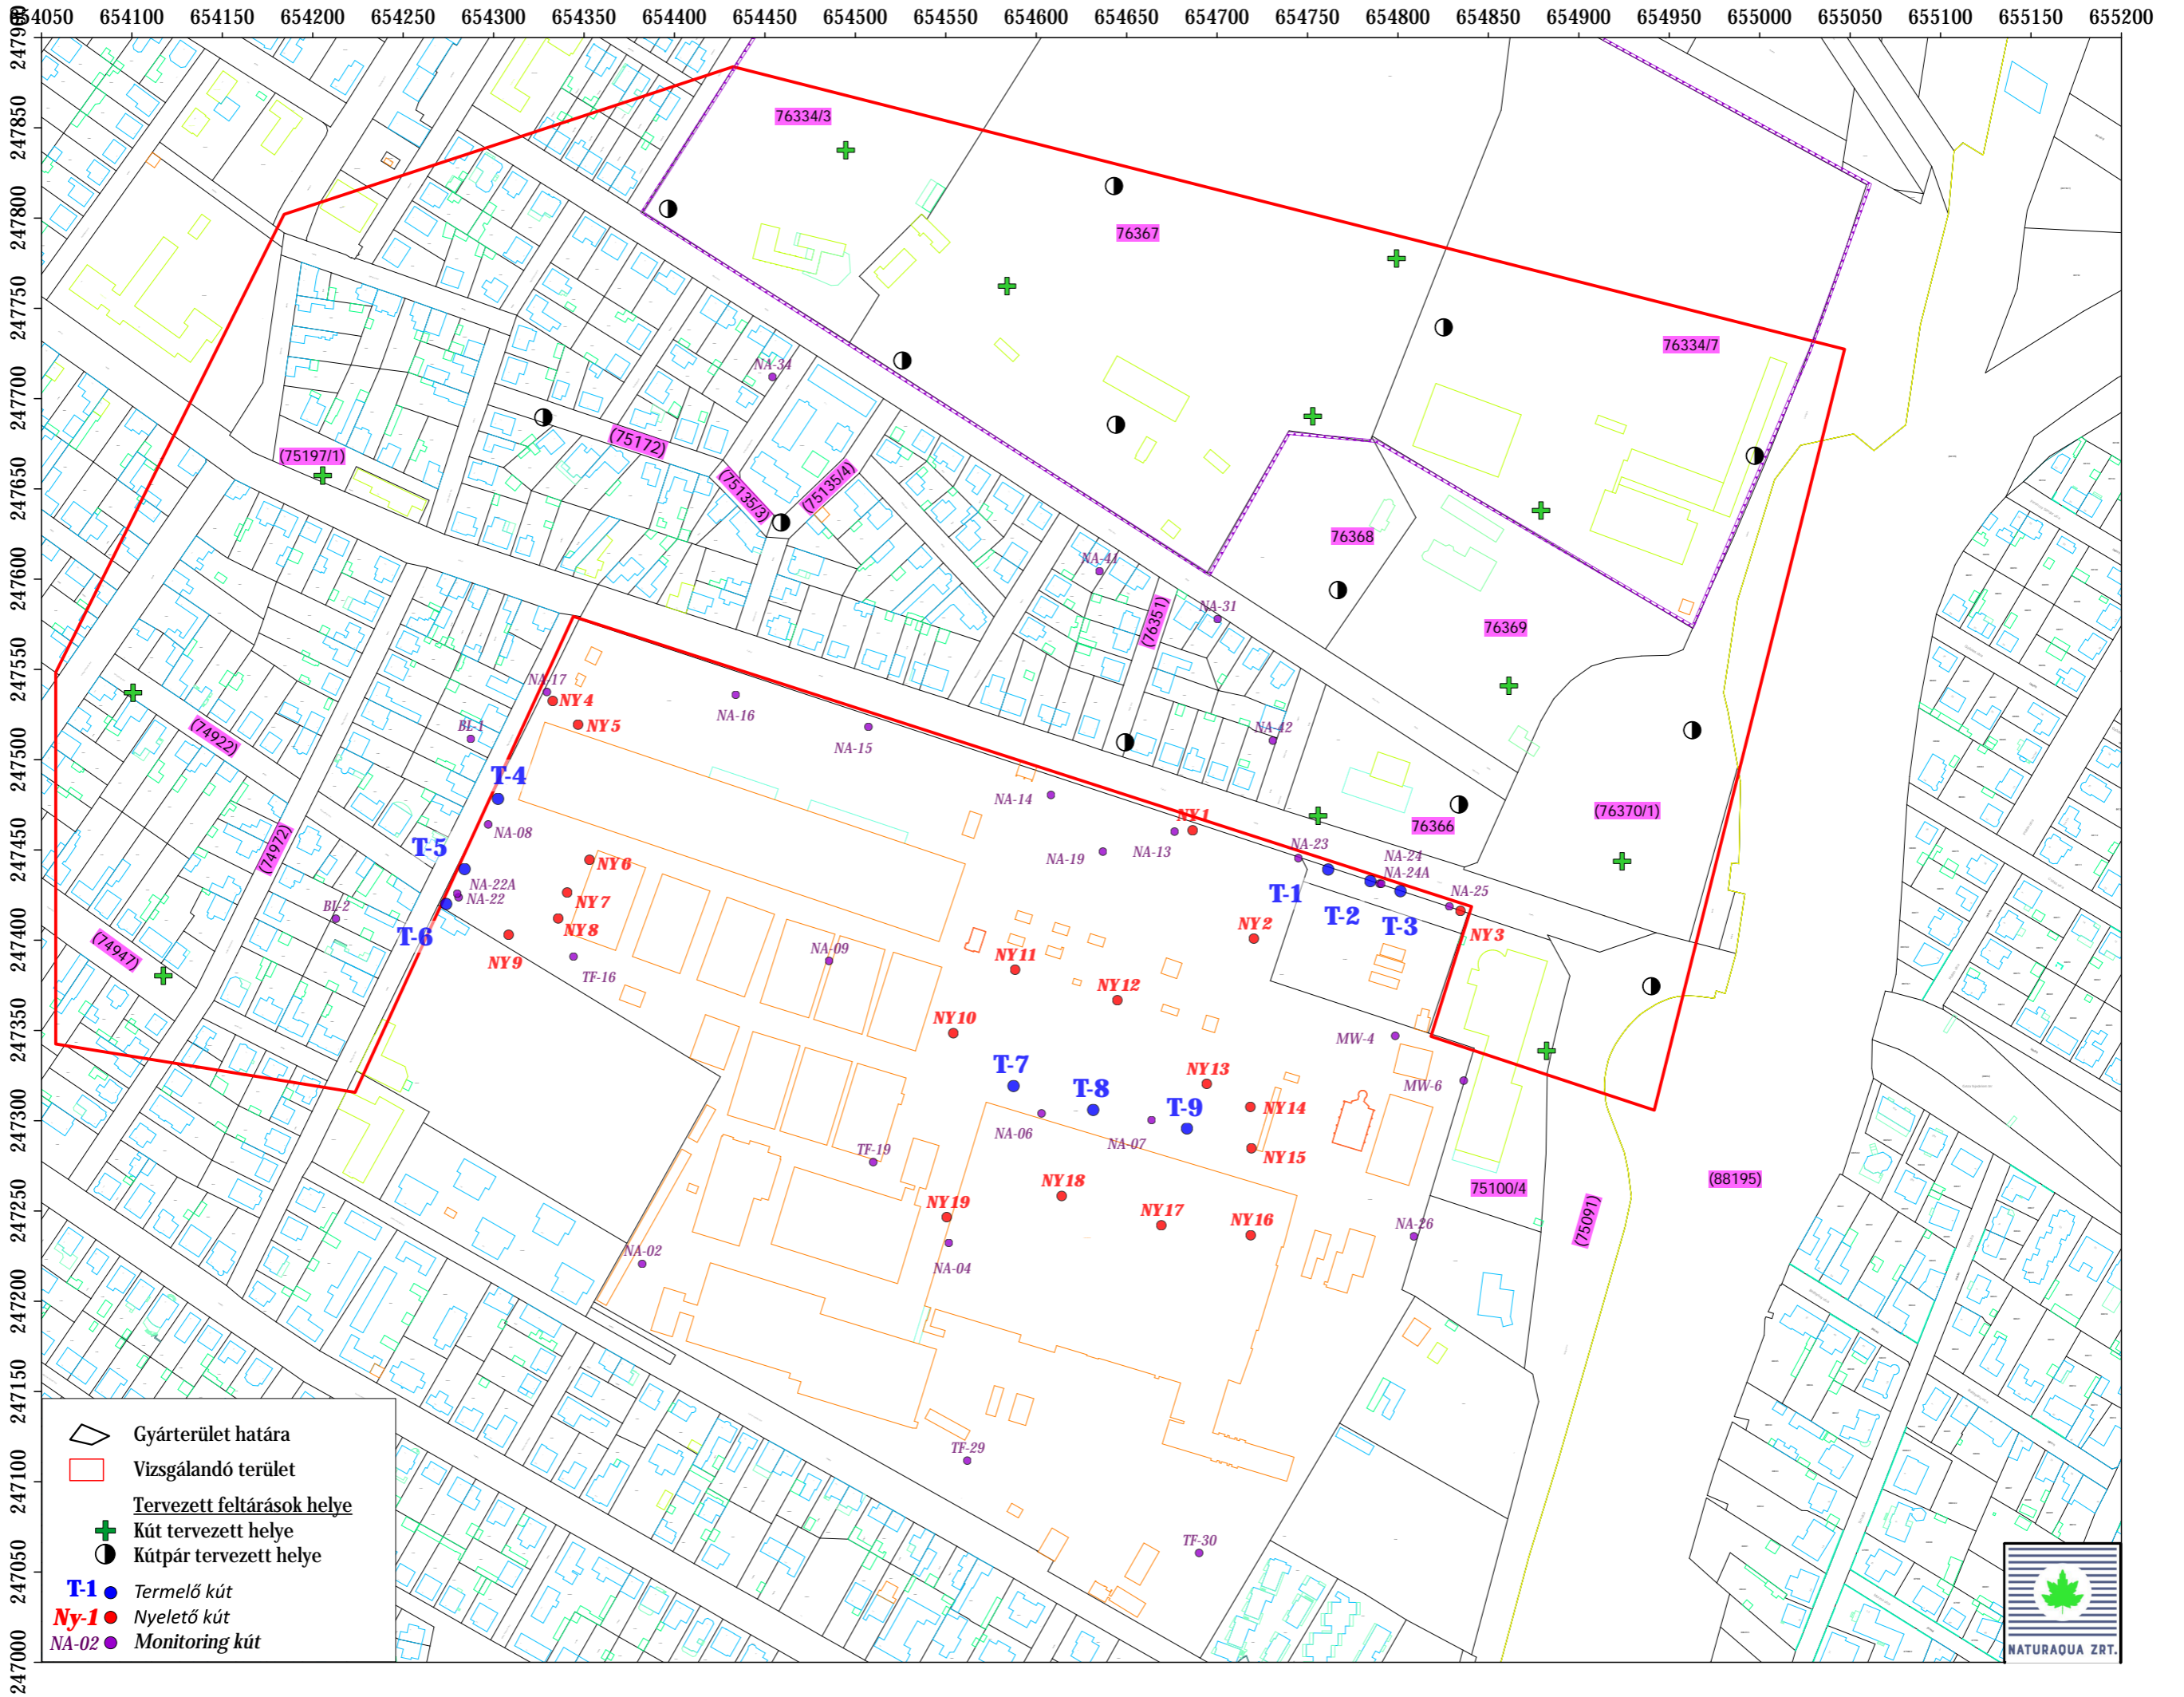 654050 654100 654150 654200 654250 654300 654350 654400 654450 654500 654550 654600 654650 654700 654750 654800 654850 654900 654950 655000 655050 655100 655150 655200
247900
247850
247800
247750
247700
247650
247600
247550
247500
247450
247400
247350
247300
247250
247200
247150
247100
247050
247000
76334/3
76367
76334/7
NA-34
(75172)
(75197/1)
(75135/3)
(75135/4)
76368
NA-41
NA-31
(76351)
76369
NA-17
NY4
NA-16
NY5
BL-1
NA-15
NA-42
(74922)
T-4
NA-14
(76370/1)
NY1
76366
NA-08
T-5
NA-19
NA-13
NA-23
NA-24
NA-24A
(74972)
NY6
NA-22A
NA-22
NY7
T-1
NA-25
BL-2
T-2
T-3
NY8
NY2
NY3
T-6
(74947)
NY9
NA-09
NY11
TF-16
NY12
NY10
MW-4
T-7
NY13
T-8
MW-6
T-9
NY14
NA-06
NA-07
TF-19
NY15
NY18
75100/4
(88195)
NY19
NY17
NY16
NA-26
(75091)
NA-02
NA-04
TF-29
TF-30
Gyárterület határa
Vizsgálandó terület
Tervezett feltárások helye
Kút tervezett helye
Kútpár tervezett helye
T-1 Termelő kút
Ny-1 Nyelető kút
NA-02 Monitoring kút
NATURAQUA ZRT.